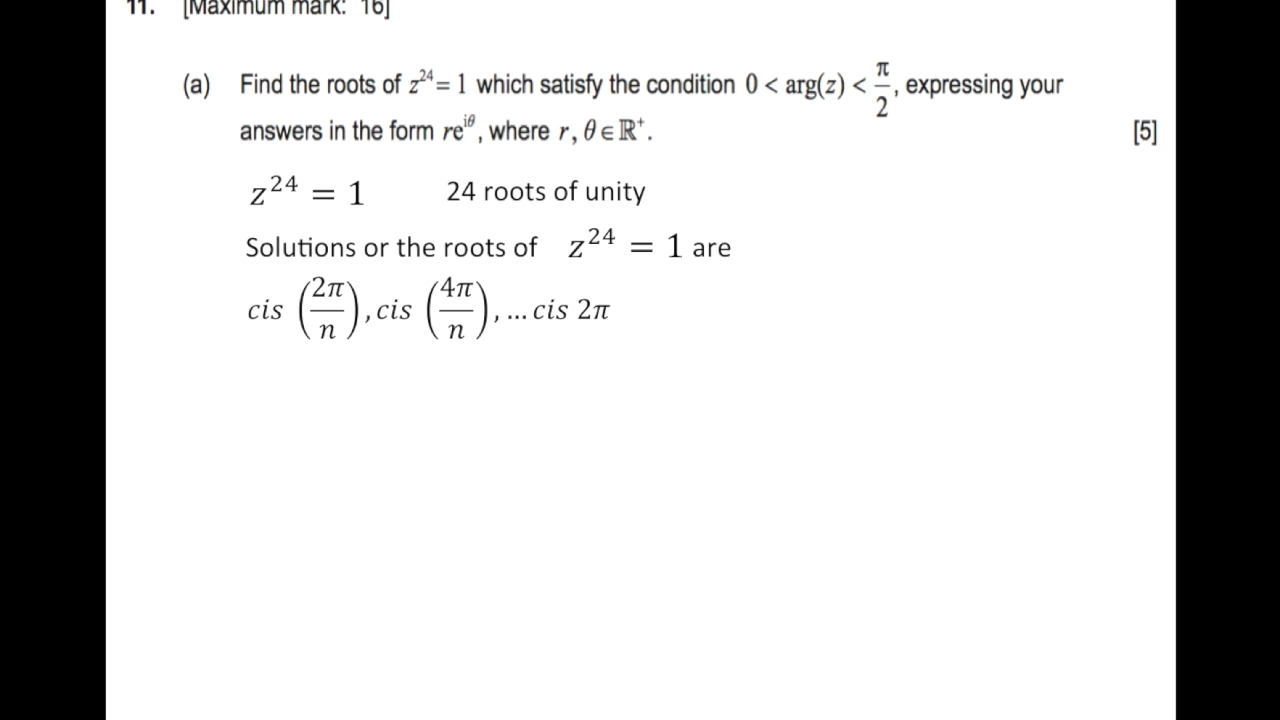 11. [Maximum mark: 16]
(a) Find the roots of z²⁴ = 1 which satisfy the condition 0 < arg(z) < π/2, expressing your
answers in the form re^{iθ}, where r, θ ∈ ℝ⁺. [5]
z²⁴ = 1 24 roots of unity
Solutions or the roots of z²⁴ = 1 are
cis (2π/n), cis (4π/n), ... cis 2π